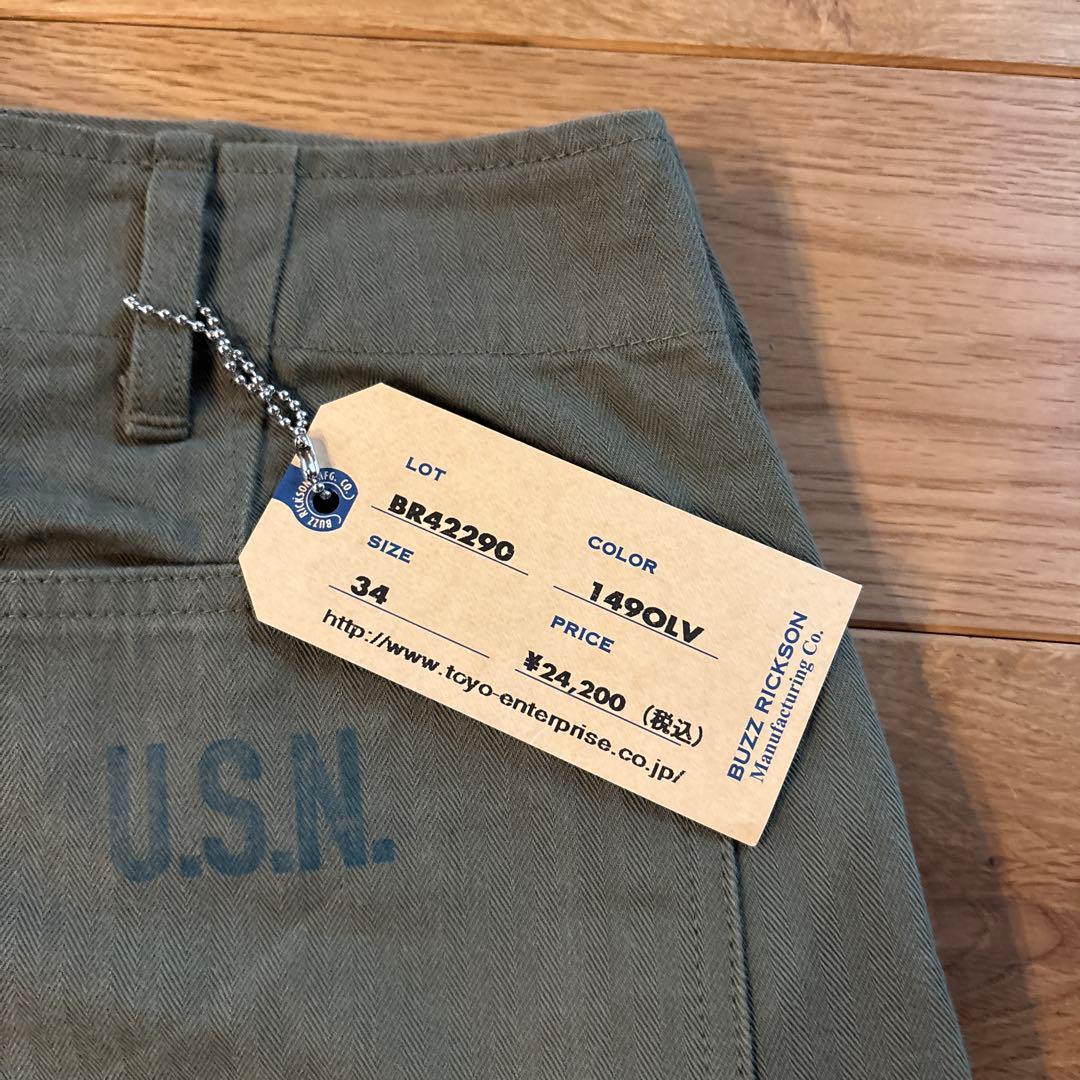 LOT
BR42290
COLOR
149OLV
SIZE
34
PRICE
¥24,200 (税込)
http://www.toyo-enterprise.co.jp/
BUZZ RICKSON
Manufacturing Co.
BUZZ RICKSON MFG. CO.
U.S.N.